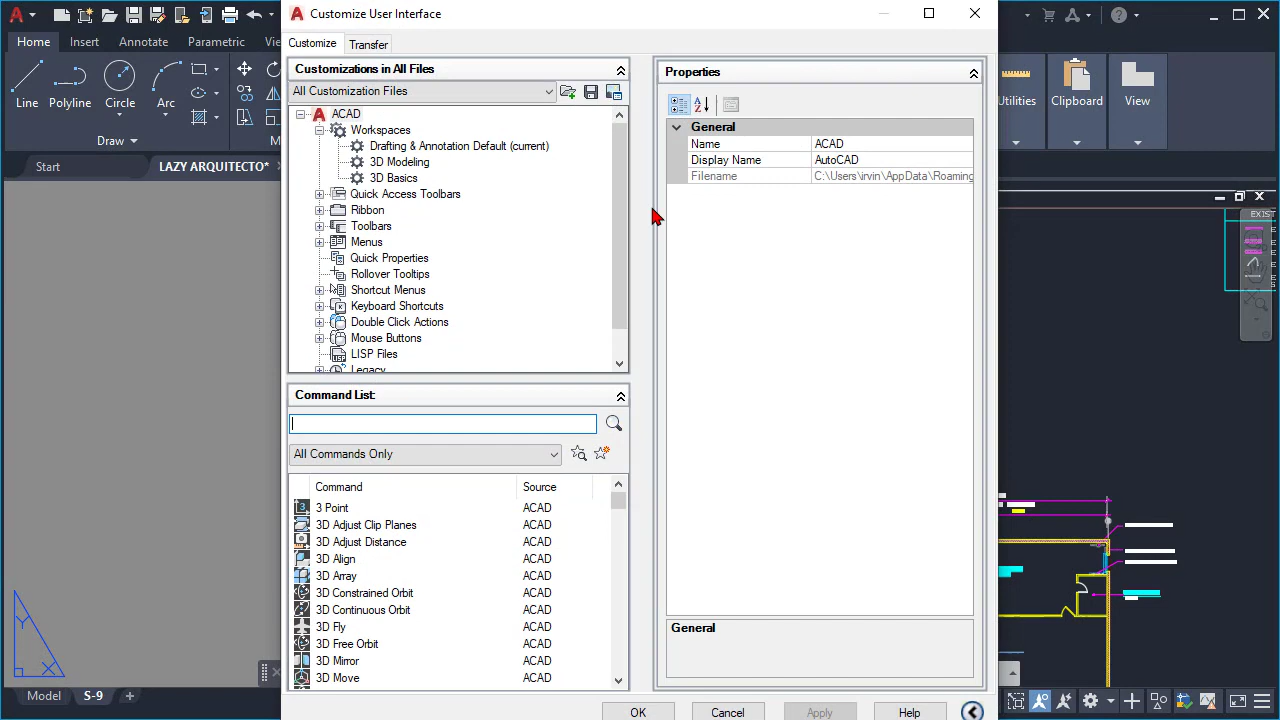 Customize User Interface
Home
Insert
Annotate
Parametric
Customize
Transfer
Line
Polyline
Circle
Arc
Draw
Utilities
Clipboard
View
Start
LAZY ARQUITECTO*
Customizations in All Files
All Customization Files
ACAD
Workspaces
Drafting & Annotation Default (current)
3D Modeling
3D Basics
Quick Access Toolbars
Ribbon
Toolbars
Menus
Quick Properties
Rollover Tooltips
Shortcut Menus
Keyboard Shortcuts
Double Click Actions
Mouse Buttons
LISP Files
Legacy
Command List:
All Commands Only
Command Source
3 Point ACAD
3D Adjust Clip Planes ACAD
3D Adjust Distance ACAD
3D Align ACAD
3D Array ACAD
3D Constrained Orbit ACAD
3D Continuous Orbit ACAD
3D Fly ACAD
3D Free Orbit ACAD
3D Mirror ACAD
3D Move ACAD
Properties
General
Name ACAD
Display Name AutoCAD
Filename C:\Users\irvin\AppData\Roaming
General
EXIST
Y
X
Model
S-9
OK
Cancel
Apply
Help